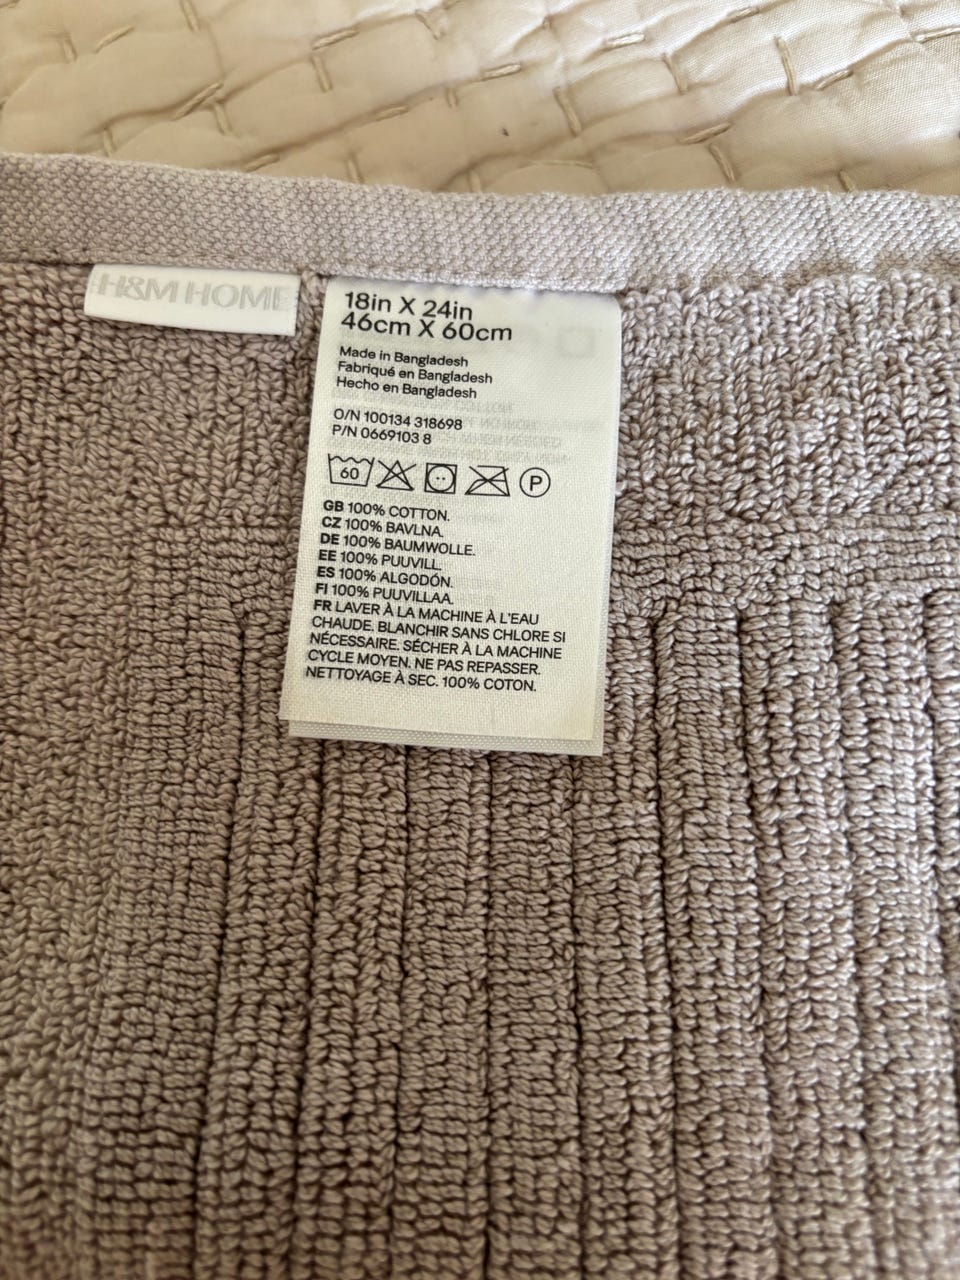 H&M HOME
18in X 24in
46cm X 60cm
Made in Bangladesh
Fabriqué en Bangladesh
Hecho en Bangladesh
O/N 100134 318698
P/N 0669103 8
60 P
GB 100% COTTON.
CZ 100% BAVLNA.
DE 100% BAUMWOLLE.
EE 100% PUUVILL.
ES 100% ALGODÓN.
FI 100% PUUVILLAA.
FR LAVER À LA MACHINE À L'EAU
CHAUDE. BLANCHIR SANS CHLORE SI
NÉCESSAIRE. SÉCHER À LA MACHINE
CYCLE MOYEN. NE PAS REPASSER.
NETTOYAGE À SEC. 100% COTON.